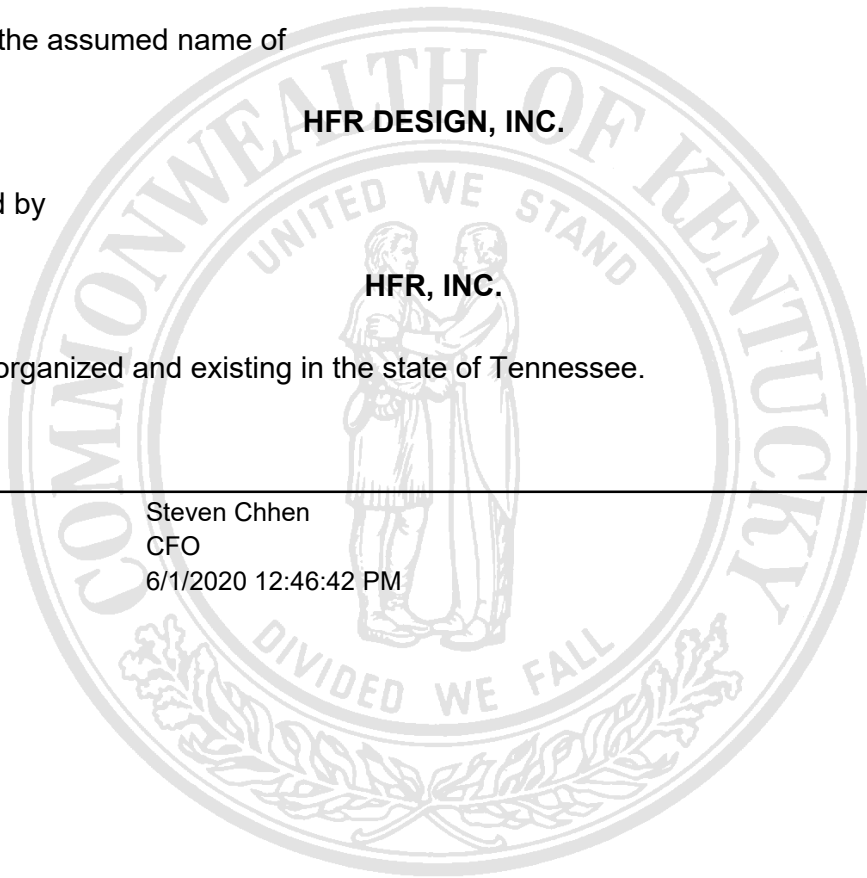 the assumed name of
HFR DESIGN, INC.
d by
HFR, INC.
organized and existing in the state of Tennessee.
Steven Chhen
CFO
6/1/2020 12:46:42 PM
COMMONWEALTH OF KENTUCKY
UNITED WE STAND
DIVIDED WE FALL